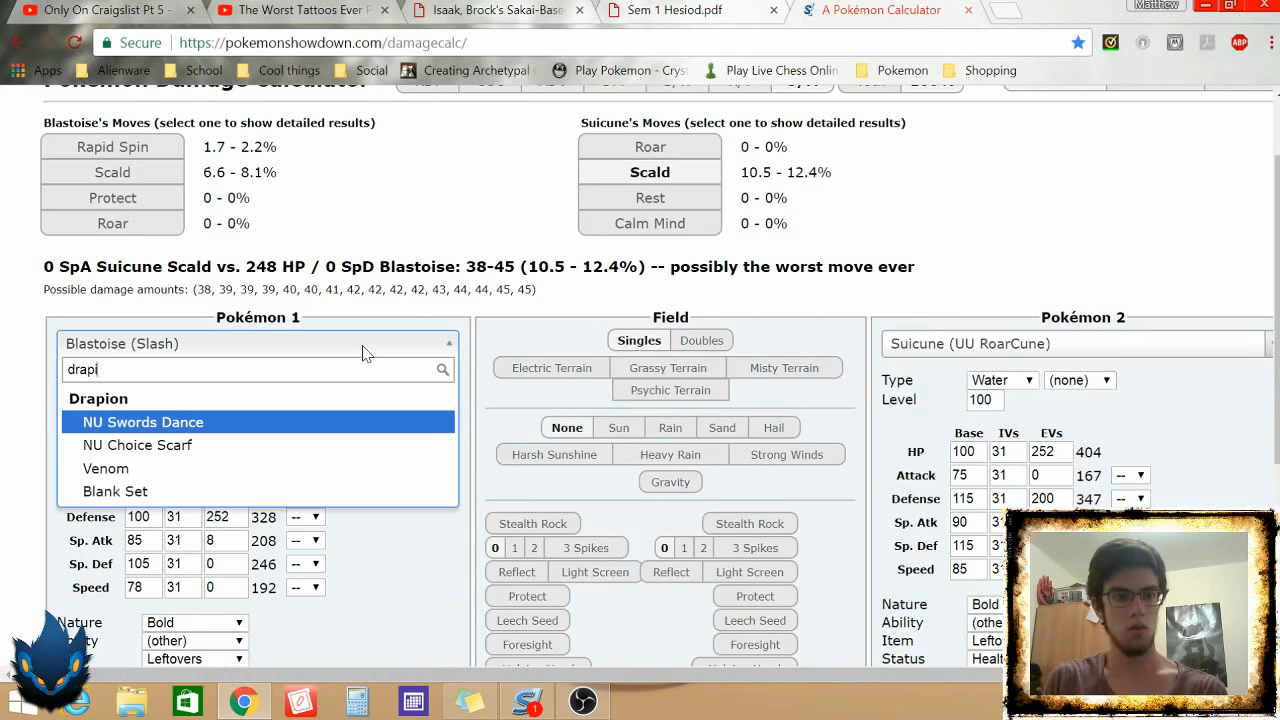 Only On Craigslist Pt 5 -
The Worst Tattoos Ever
Isaak, Brock's Sakai-Base
Sem 1 Hesiod.pdf
A Pokémon Calculator
Matthew
Secure
https://pokemonshowdown.com/damagecalc/
ABP
Apps
Alienware
School
Cool things
Social
Creating Archetypal
Play Pokemon - Cryst
Play Live Chess Onlin
Pokemon
Shopping
Pokémon Damage Calculator
Blastoise's Moves (select one to show detailed results)
Rapid Spin 1.7 - 2.2%
Scald 6.6 - 8.1%
Protect 0 - 0%
Roar 0 - 0%
Suicune's Moves (select one to show detailed results)
Roar 0 - 0%
Scald 10.5 - 12.4%
Rest 0 - 0%
Calm Mind 0 - 0%
0 SpA Suicune Scald vs. 248 HP / 0 SpD Blastoise: 38-45 (10.5 - 12.4%) -- possibly the worst move ever
Possible damage amounts: (38, 39, 39, 39, 40, 40, 41, 42, 42, 42, 42, 43, 44, 44, 45, 45)
Pokémon 1
Blastoise (Slash)
drapi
Drapion
NU Swords Dance
NU Choice Scarf
Venom
Blank Set
Defense 100 31 252 328 --
Sp. Atk 85 31 8 208 --
Sp. Def 105 31 0 246 --
Speed 78 31 0 192 --
Nature Bold
(other)
Leftovers
Field
Singles Doubles
Electric Terrain Grassy Terrain Misty Terrain
Psychic Terrain
None Sun Rain Sand Hail
Harsh Sunshine Heavy Rain Strong Winds
Gravity
Stealth Rock Stealth Rock
0 1 2 3 Spikes 0 1 2 3 Spikes
Reflect Light Screen Reflect Light Screen
Protect Protect
Leech Seed Leech Seed
Foresight Foresight
Pokémon 2
Suicune (UU RoarCune)
Type Water (none)
Level 100
Base IVs EVs
HP 100 31 252 404
Attack 75 31 0 167 --
Defense 115 31 200 347 --
Sp. Atk 90
Sp. Def 115
Speed 85
Nature Bold
Ability (othe
Item Lefto
Status Healt
1